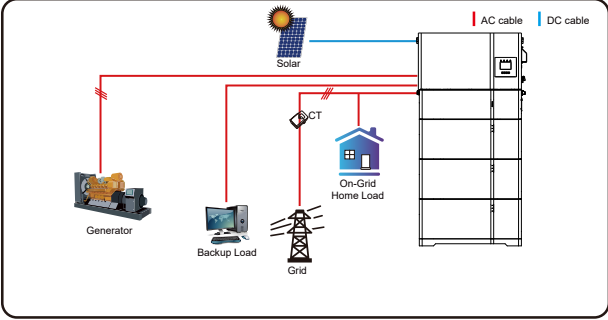 AC cable
DC cable
Solar
CT
On-Grid
Home Load
Generator
Backup Load
Grid